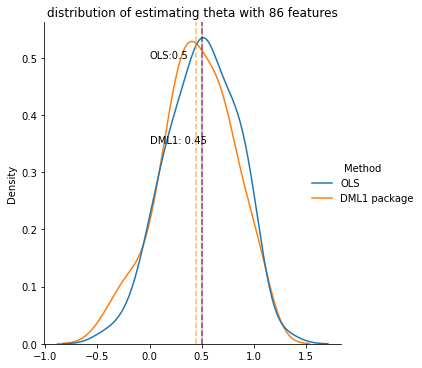 distribution of estimating theta with 86 features
0.5
0.4
0.3
0.2
0.1
0.0
Density
OLS:0.5
DML1: 0.45
−1.0
−0.5
0.0
0.5
1.0
1.5
Method
OLS
DML1 package